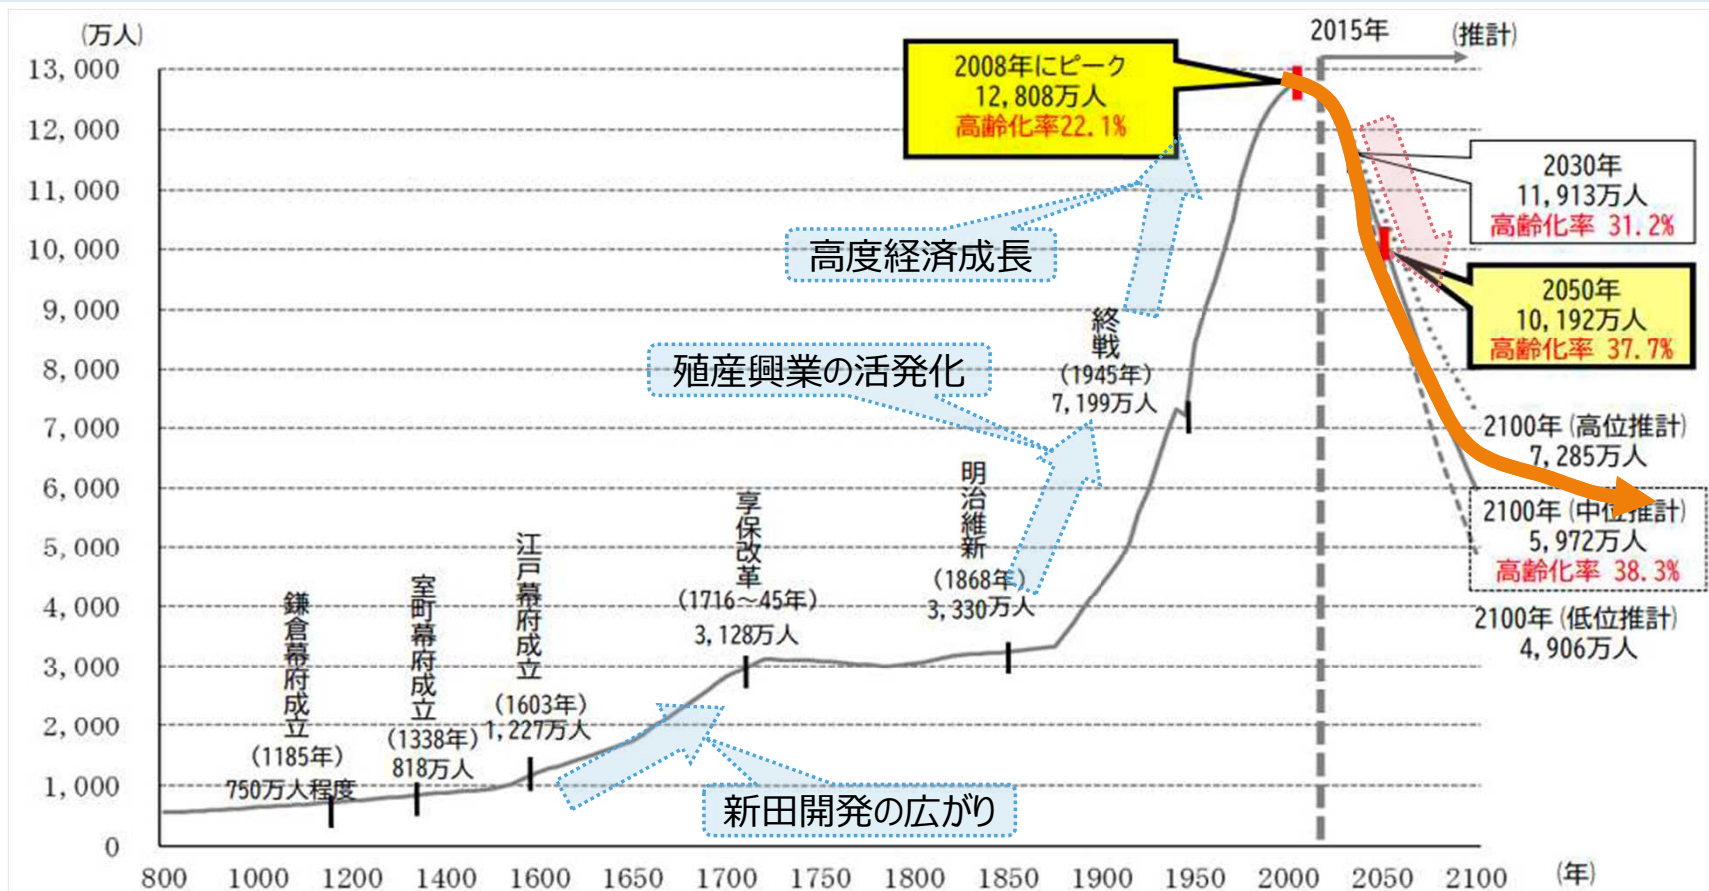 (万人)
13,000
12,000
11,000
10,000
9,000
8,000
7,000
6,000
5,000
4,000
3,000
2,000
1,000
0
2008年にピーク
12,808万人
高齢化率22.1%
2015年
(推計)
2030年
11,913万人
高齢化率 31.2%
2050年
10,192万人
高齢化率 37.7%
2100年(高位推計)
7,285万人
2100年(中位推計)
5,972万人
高齢化率 38.3%
2100年(低位推計)
4,906万人
高度経済成長
殖産興業の活発化
新田開発の広がり
鎌倉幕府成立
(1185年)
750万人程度
室町幕府成立
(1338年)
818万人
江戸幕府成立
(1603年)
1,227万人
享保改革
(1716～45年)
3,128万人
明治維新
(1868年)
3,330万人
終戦
(1945年)
7,199万人
800 1000 1200 1400 1600 1650 1700 1750 1800 1850 1900 1950 2000 2050 2100 (年)